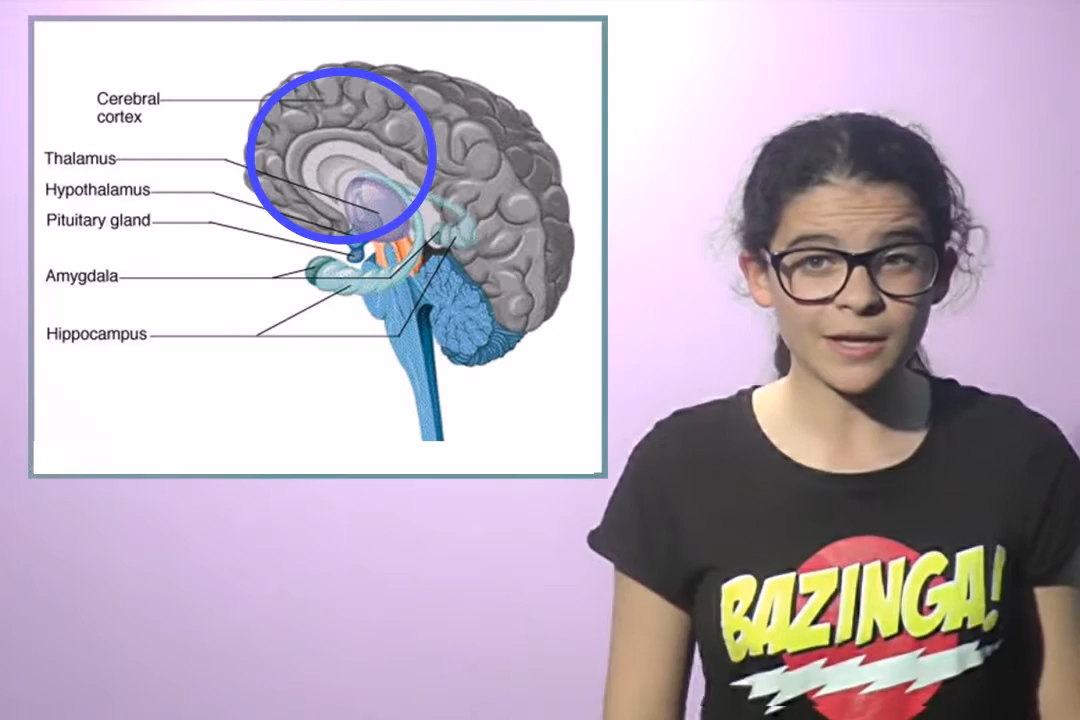 Cerebral
cortex
Thalamus
Hypothalamus
Pituitary gland
Amygdala
Hippocampus
BAZINGA!